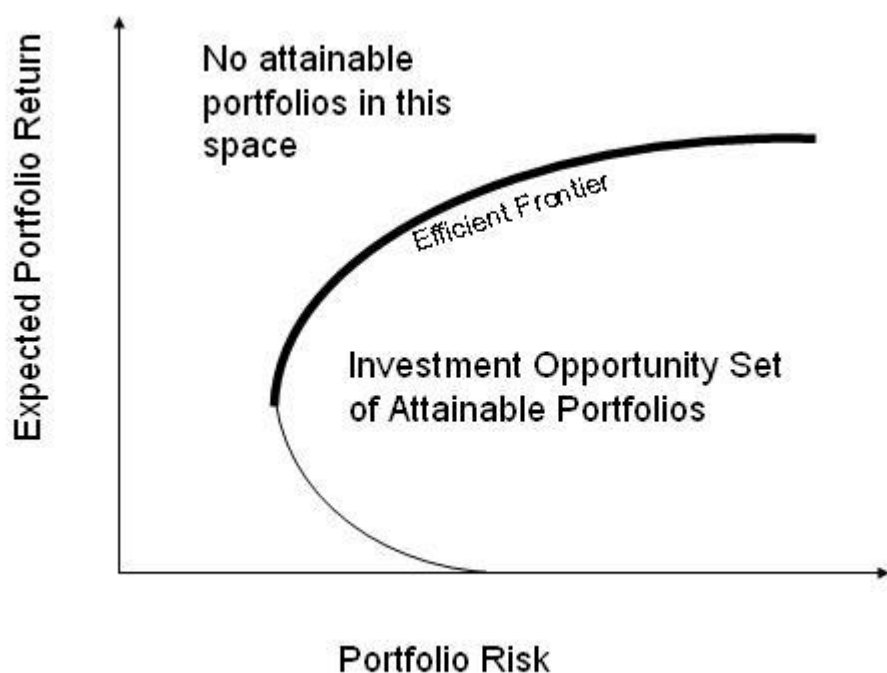 Expected Portfolio Return
No attainable
portfolios in this
space
Efficient Frontier
Investment Opportunity Set
of Attainable Portfolios
Portfolio Risk